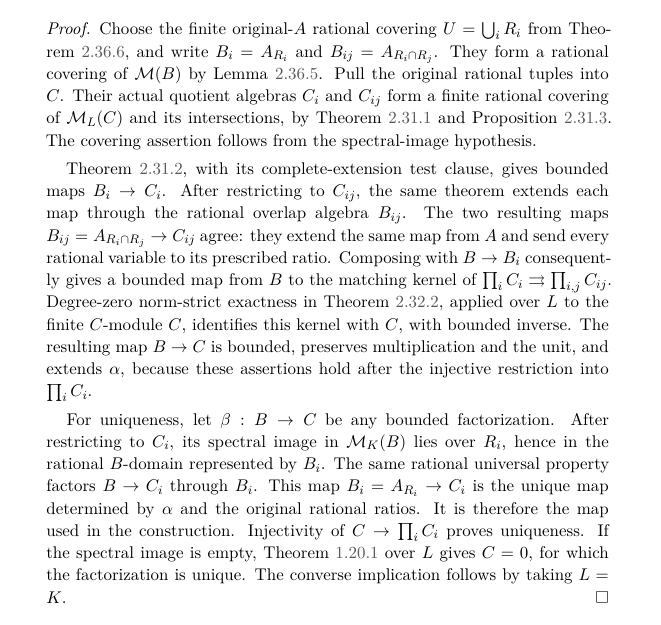 Proof. Choose the finite original-A rational covering U = ⋃ᵢ Rᵢ from Theo-
rem 2.36.6, and write Bᵢ = A_{Rᵢ} and B_{ij} = A_{Rᵢ∩Rⱼ}. They form a rational
covering of ℳ(B) by Lemma 2.36.5. Pull the original rational tuples into
C. Their actual quotient algebras Cᵢ and C_{ij} form a finite rational covering
of ℳ_L(C) and its intersections, by Theorem 2.31.1 and Proposition 2.31.3.
The covering assertion follows from the spectral-image hypothesis.
Theorem 2.31.2, with its complete-extension test clause, gives bounded
maps Bᵢ → Cᵢ. After restricting to C_{ij}, the same theorem extends each
map through the rational overlap algebra B_{ij}. The two resulting maps
B_{ij} = A_{Rᵢ∩Rⱼ} → C_{ij} agree: they extend the same map from A and send every
rational variable to its prescribed ratio. Composing with B → Bᵢ consequent-
ly gives a bounded map from B to the matching kernel of ∏ᵢ Cᵢ ⇉ ∏_{i,j} C_{ij}.
Degree-zero norm-strict exactness in Theorem 2.32.2, applied over L to the
finite C-module C, identifies this kernel with C, with bounded inverse. The
resulting map B → C is bounded, preserves multiplication and the unit, and
extends α, because these assertions hold after the injective restriction into
∏ᵢ Cᵢ.
For uniqueness, let β : B → C be any bounded factorization. After
restricting to Cᵢ, its spectral image in ℳ_K(B) lies over Rᵢ, hence in the
rational B-domain represented by Bᵢ. The same rational universal property
factors B → Cᵢ through Bᵢ. This map Bᵢ = A_{Rᵢ} → Cᵢ is the unique map
determined by α and the original rational ratios. It is therefore the map
used in the construction. Injectivity of C → ∏ᵢ Cᵢ proves uniqueness. If
the spectral image is empty, Theorem 1.20.1 over L gives C = 0, for which
the factorization is unique. The converse implication follows by taking L =
K. □